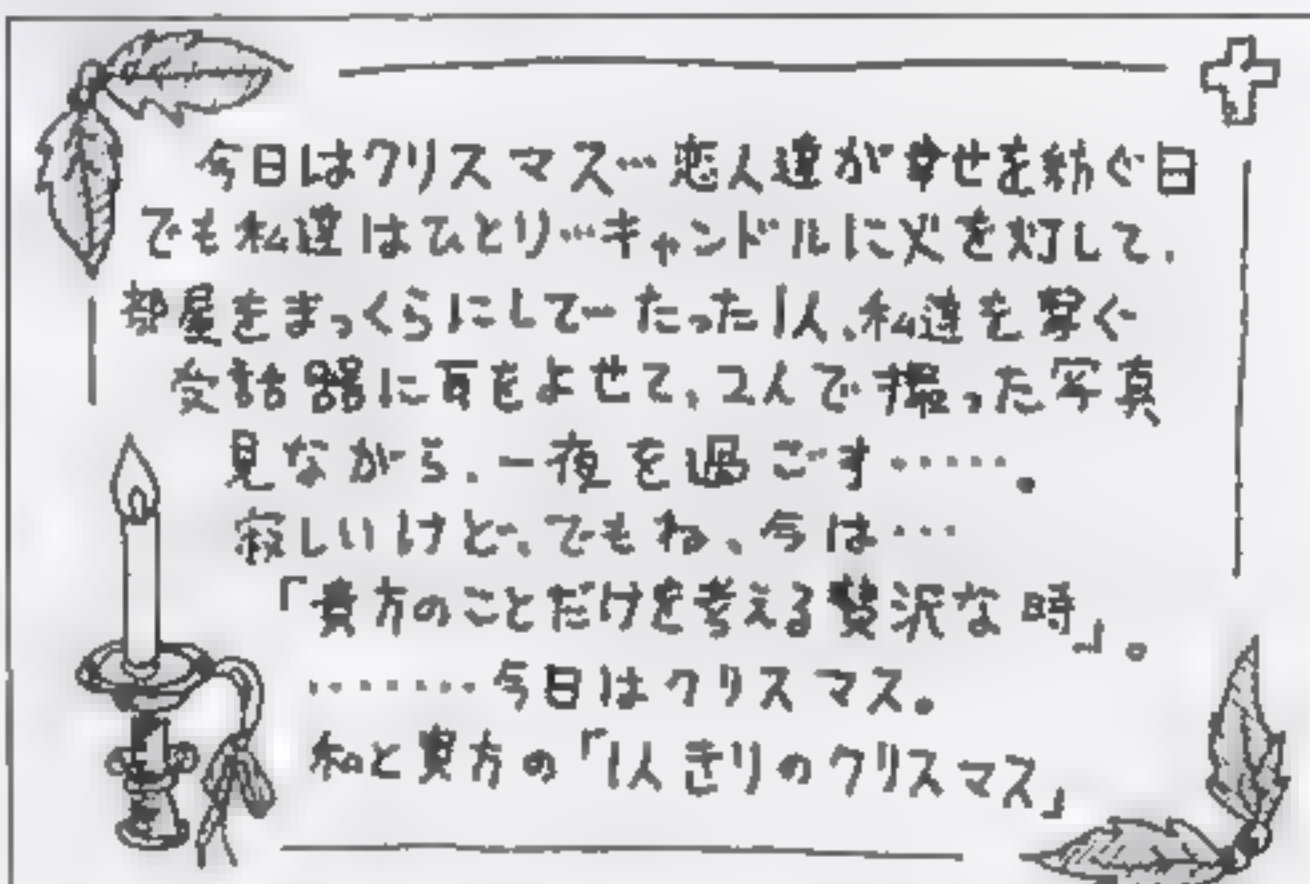 今日はクリスマス…恋人達が幸せを紡ぐ日
でも私達はひとり…キャンドルに火を灯して、
部屋をまっくらにして…たった1人、私達を繋ぐ
受話器に耳をよせて、2人で撮った写真
見ながら、一夜を過ごす……。
寂しいけど、でもね、今は…
「貴方のことだけを考える贅沢な時」。
………今日はクリスマス。
私と貴方の「1人きりのクリスマス」